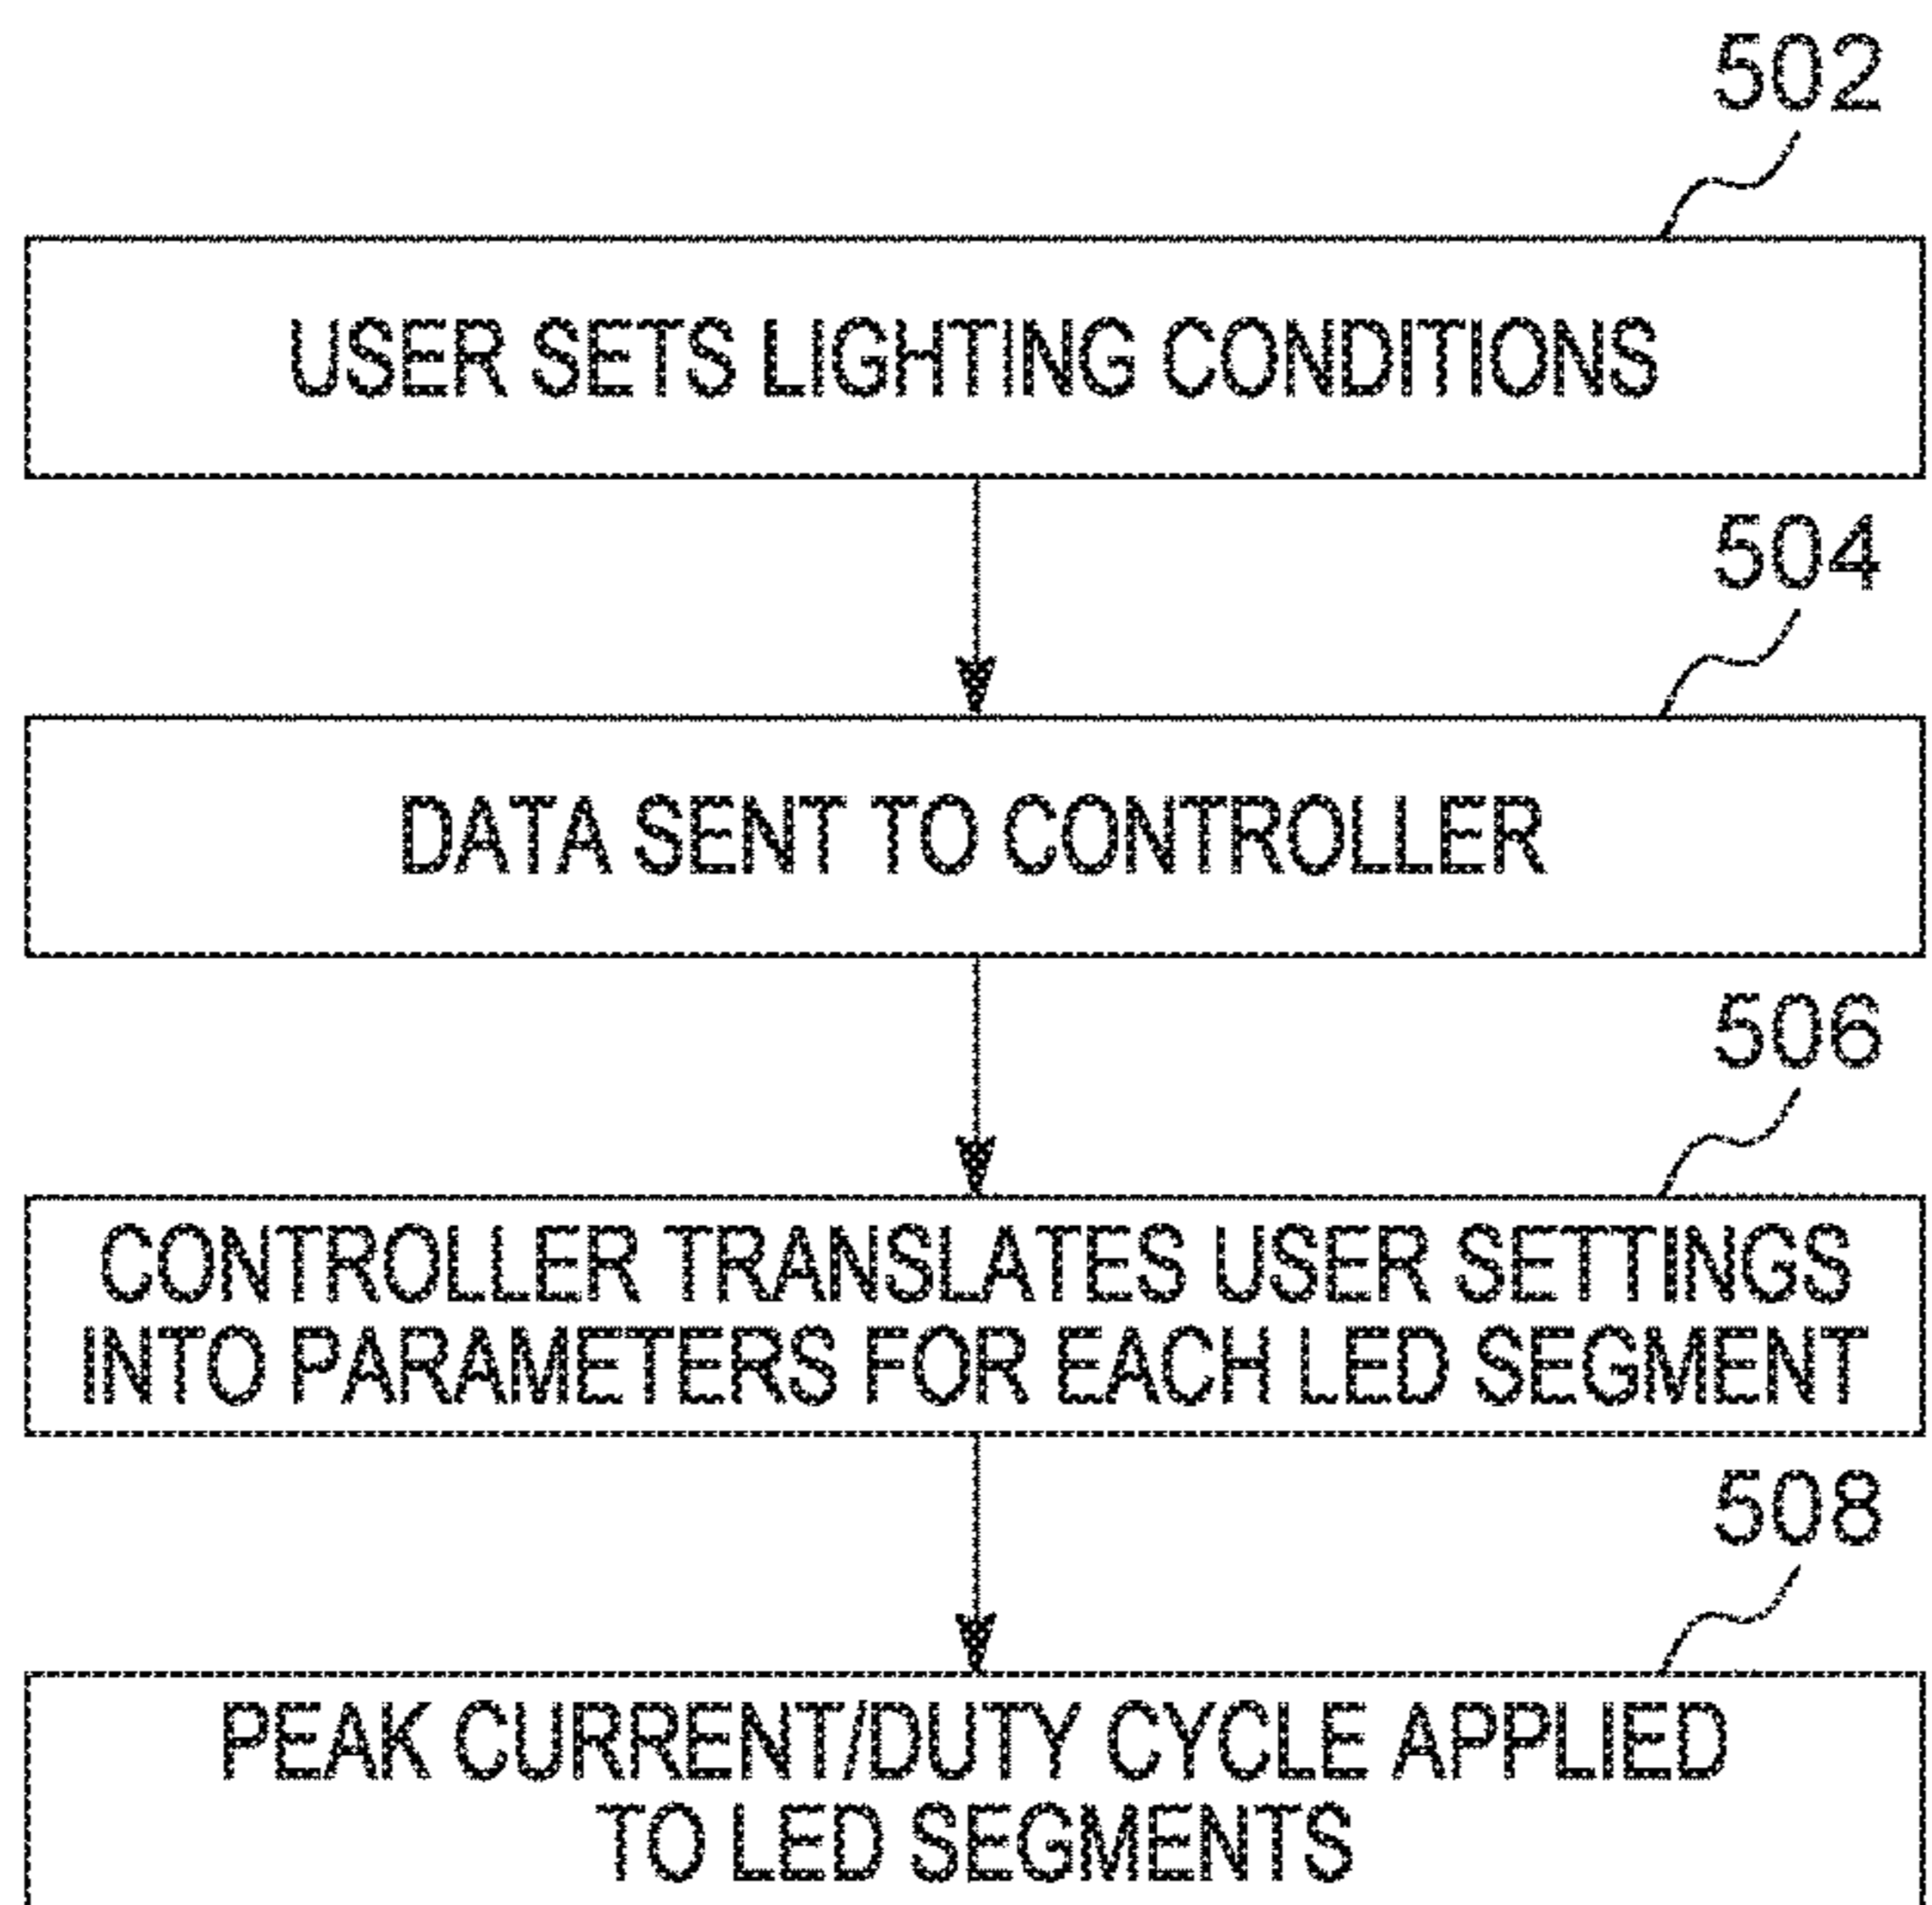 502
USER SETS LIGHTING CONDITIONS
504
DATA SENT TO CONTROLLER
506
CONTROLLER TRANSLATES USER SETTINGS
INTO PARAMETERS FOR EACH LED SEGMENT
508
PEAK CURRENT/DUTY CYCLE APPLIED
TO LED SEGMENTS